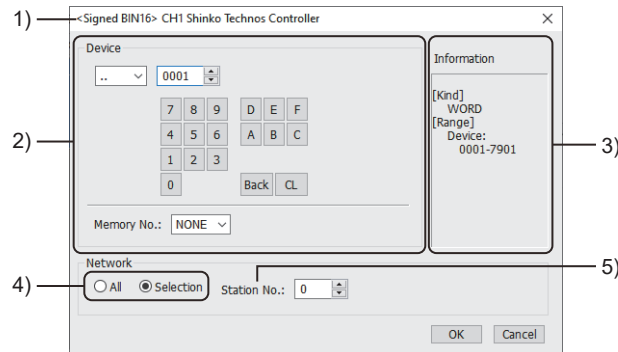 1)
<Signed BIN16> CH1 Shinko Technos Controller
2)
Device
.. 0001
7 8 9 D E F
4 5 6 A B C
1 2 3
0 Back CL
Memory No.: NONE
3)
Information
[Kind]
WORD
[Range]
Device:
0001-7901
4)
Network
All Selection Station No.: 0
5)
OK Cancel